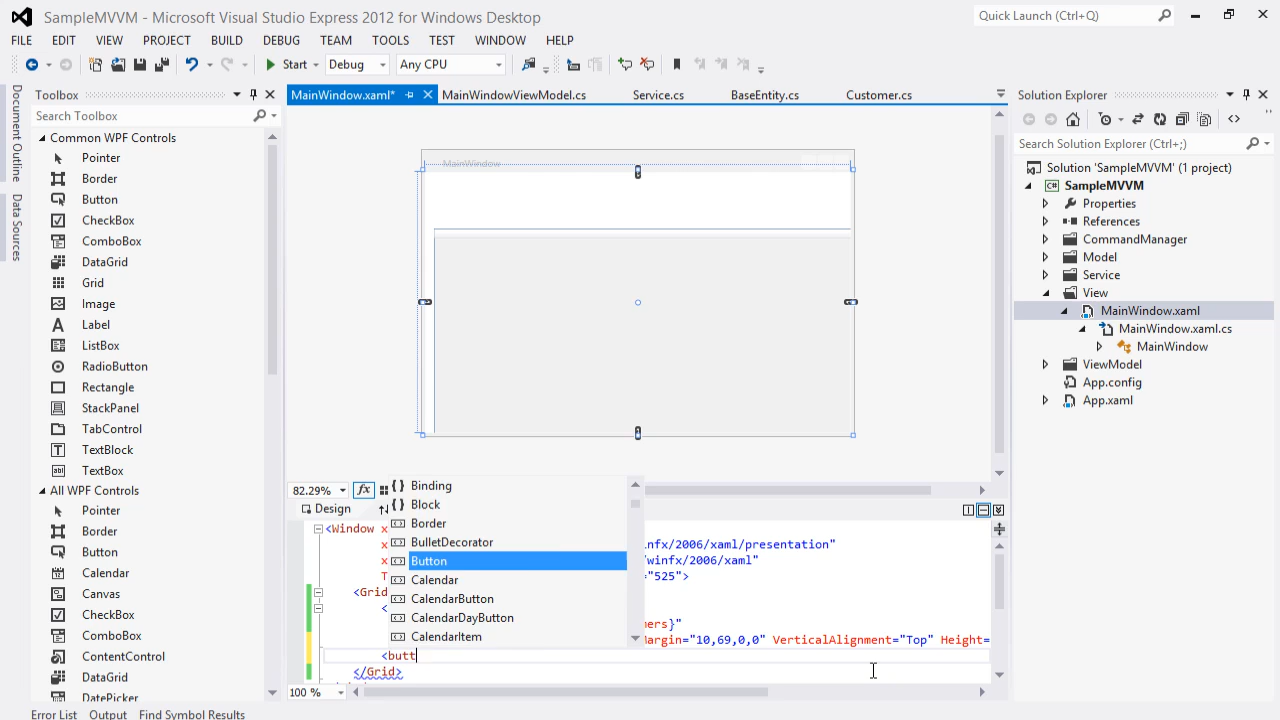 SampleMVVM - Microsoft Visual Studio Express 2012 for Windows Desktop
Quick Launch (Ctrl+Q)
FILE EDIT VIEW PROJECT BUILD DEBUG TEAM TOOLS TEST WINDOW HELP
Start Debug Any CPU
Document Outline
Data Sources
Toolbox
Search Toolbox
Common WPF Controls
Pointer
Border
Button
CheckBox
ComboBox
DataGrid
Grid
Image
Label
ListBox
RadioButton
Rectangle
StackPanel
TabControl
TextBlock
TextBox
All WPF Controls
Pointer
Border
Button
Calendar
Canvas
CheckBox
ComboBox
ContentControl
DataGrid
DatePicker
MainWindow.xaml* MainWindowViewModel.cs Service.cs BaseEntity.cs Customer.cs
MainWindow
82.29% fx
Design
Binding
Block
Border
BulletDecorator
Button
Calendar
CalendarButton
CalendarDayButton
CalendarItem
<Window x
x infx/2006/xaml/presentation"
x /winfx/2006/xaml"
T ="525">
<Grid
<
ers}"
Margin="10,69,0,0" VerticalAlignment="Top" Height=
<butt
</Grid>
100 %
Solution Explorer
Search Solution Explorer (Ctrl+;)
Solution 'SampleMVVM' (1 project)
SampleMVVM
Properties
References
CommandManager
Model
Service
View
MainWindow.xaml
MainWindow.xaml.cs
MainWindow
ViewModel
App.config
App.xaml
Error List Output Find Symbol Results